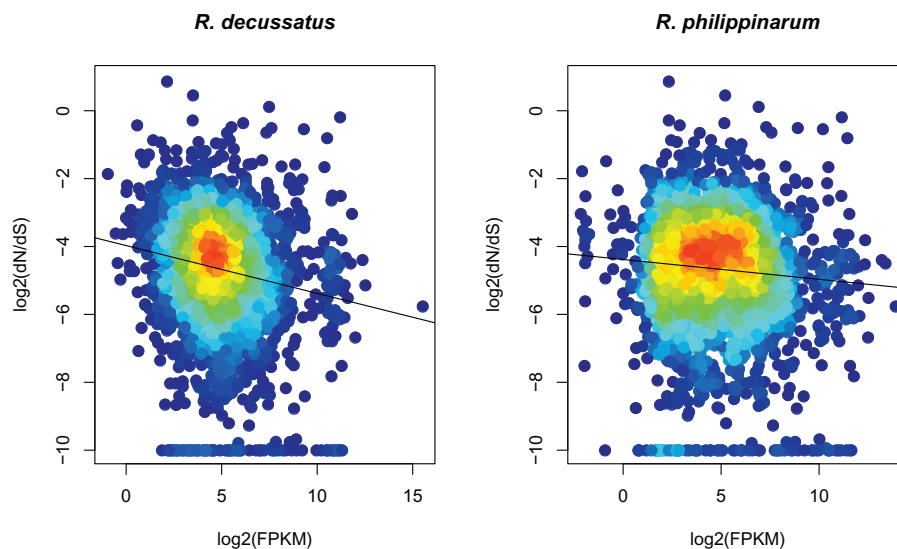 R. decussatus
R. philippinarum
log2(dN/dS)
0
−2
−4
−6
−8
−10
0 5 10 15
log2(FPKM)
log2(dN/dS)
0
−2
−4
−6
−8
−10
0 5 10
log2(FPKM)